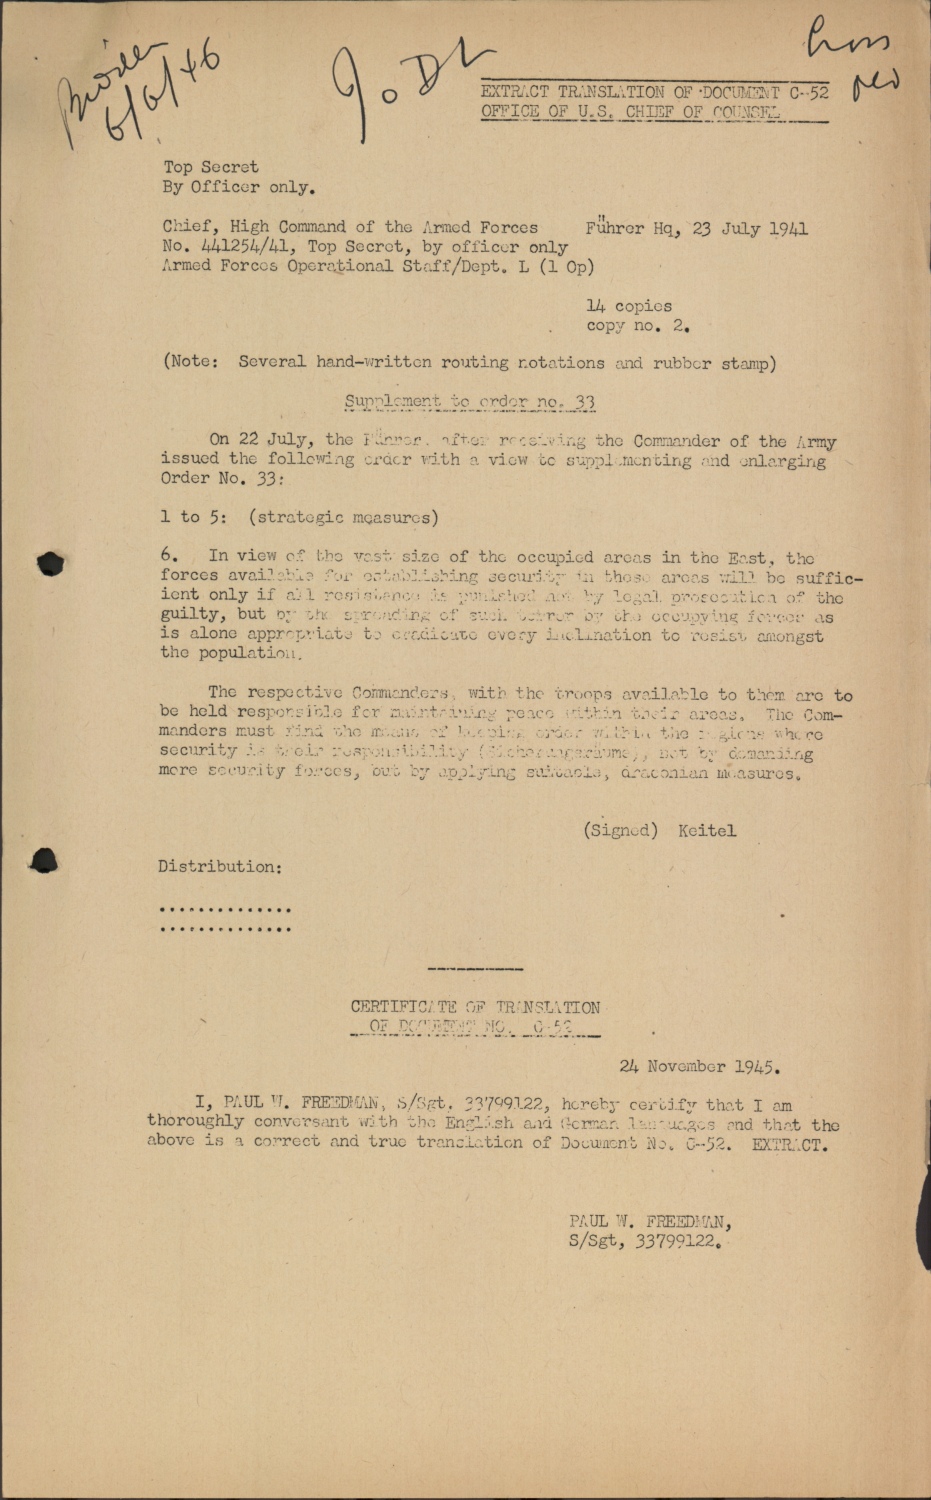 6/6/46
JODL
EXTRACT TRANSLATION OF DOCUMENT C-52
OFFICE OF U.S. CHIEF OF COUNSEL
Top Secret
By Officer only.
Chief, High Command of the Armed Forces Führer Hq, 23 July 1941
No. 441254/41, Top Secret, by officer only
Armed Forces Operational Staff/Dept. L (1 Op)
14 copies
copy no. 2.
(Note: Several hand-written routing notations and rubber stamp)
Supplement to order no. 33
On 22 July, the Führer, after receiving the Commander of the Army
issued the following order with a view to supplementing and enlarging
Order No. 33:
1 to 5: (strategic measures)
6. In view of the vast size of the occupied areas in the East, the
forces available for establishing security in these areas will be suffic-
ient only if all resistance is punished not by legal prosecution of the
guilty, but by the spreading of such terror by the occupying forces as
is alone appropriate to eradicate every inclination to resist amongst
the population.
The respective Commanders, with the troops available to them are to
be held responsible for maintaining peace within their areas. The Com-
manders must find the means of keeping order within the regions where
security is their responsibility (Sicherungsräume), not by demanding
more security forces, but by applying suitable, draconian measures.
(Signed) Keitel
Distribution:
..............
..............
CERTIFICATE OF TRANSLATION
OF DOCUMENT NO. C-52
24 November 1945.
I, PAUL W. FREEDMAN, S/Sgt. 33799122, hereby certify that I am
thoroughly conversant with the English and German languages and that the
above is a correct and true translation of Document No. C-52. EXTRACT.
PAUL W. FREEDMAN,
S/Sgt, 33799122.